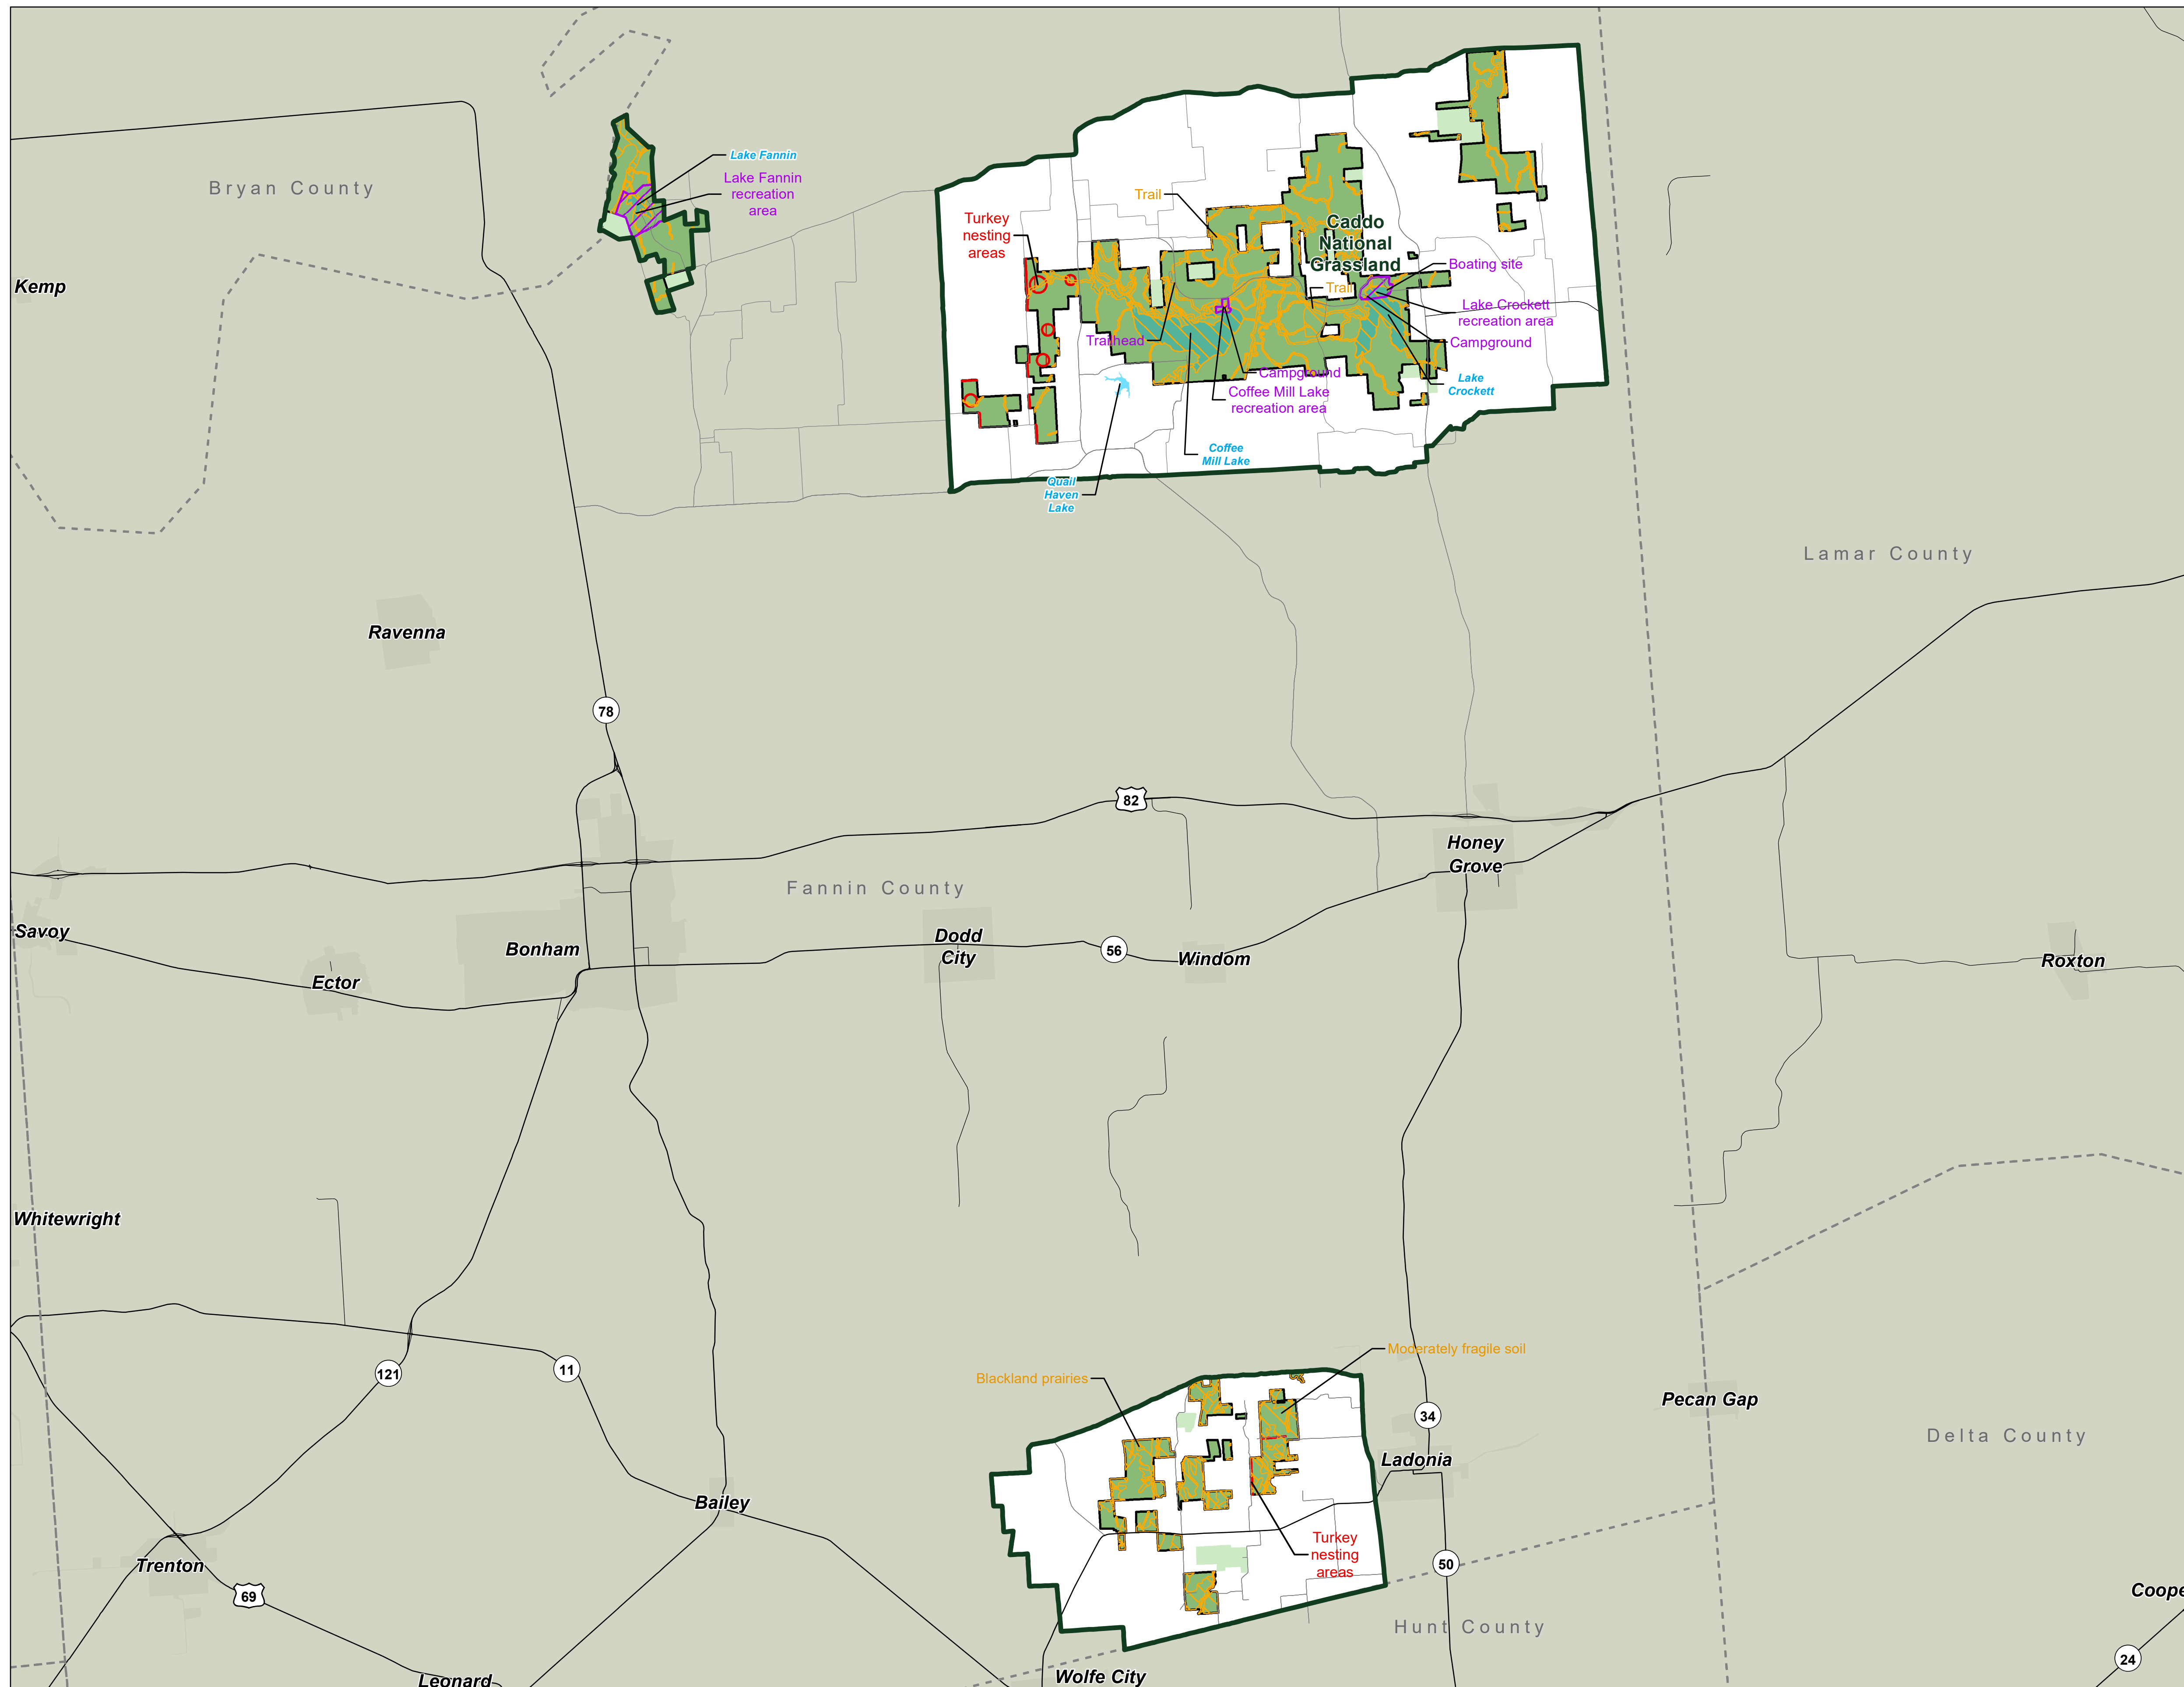 Lake Fannin
Lake Fannin
recreation
area
Bryan County
Kemp
Trail
Turkey
nesting
areas
Caddo
National
Grassland
Boating site
Trail
Lake Crockett
recreation area
Trailhead
Campground
Campground
Lake
Crockett
Coffee Mill Lake
recreation area
Coffee
Mill Lake
Quail
Haven
Lake
Lamar County
Ravenna
78
82
Honey
Grove
Fannin County
Savoy
Bonham
Dodd
City
56
Windom
Roxton
Ector
Whitewright
Moderately fragile soil
Blackland prairies
121
11
Pecan Gap
34
Delta County
Ladonia
Bailey
Turkey
nesting
areas
Trenton
50
69
Coope
Hunt County
24
Leonard
Wolfe City